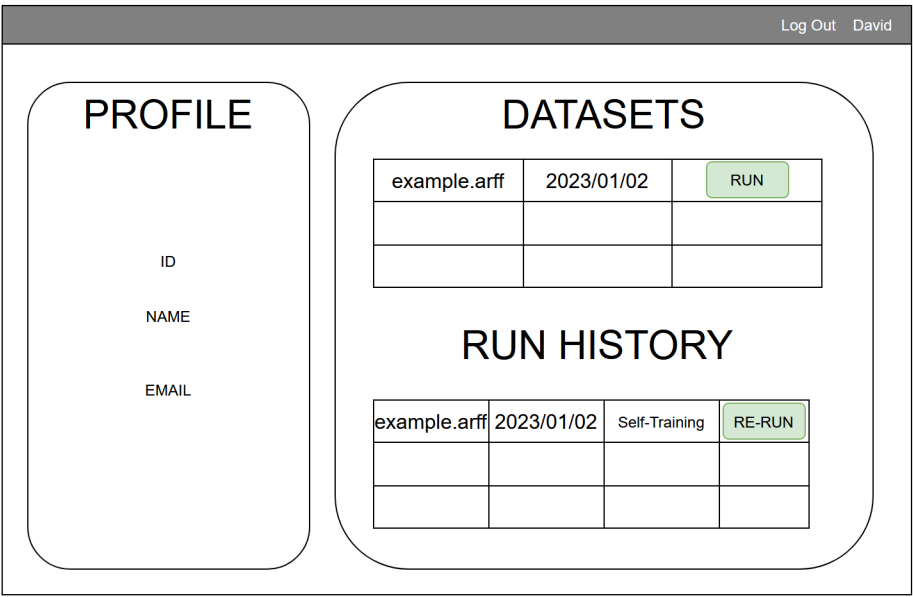 Log Out David
PROFILE
ID
NAME
EMAIL
DATASETS
example.arff 2023/01/02 RUN
RUN HISTORY
example.arff 2023/01/02 Self-Training RE-RUN